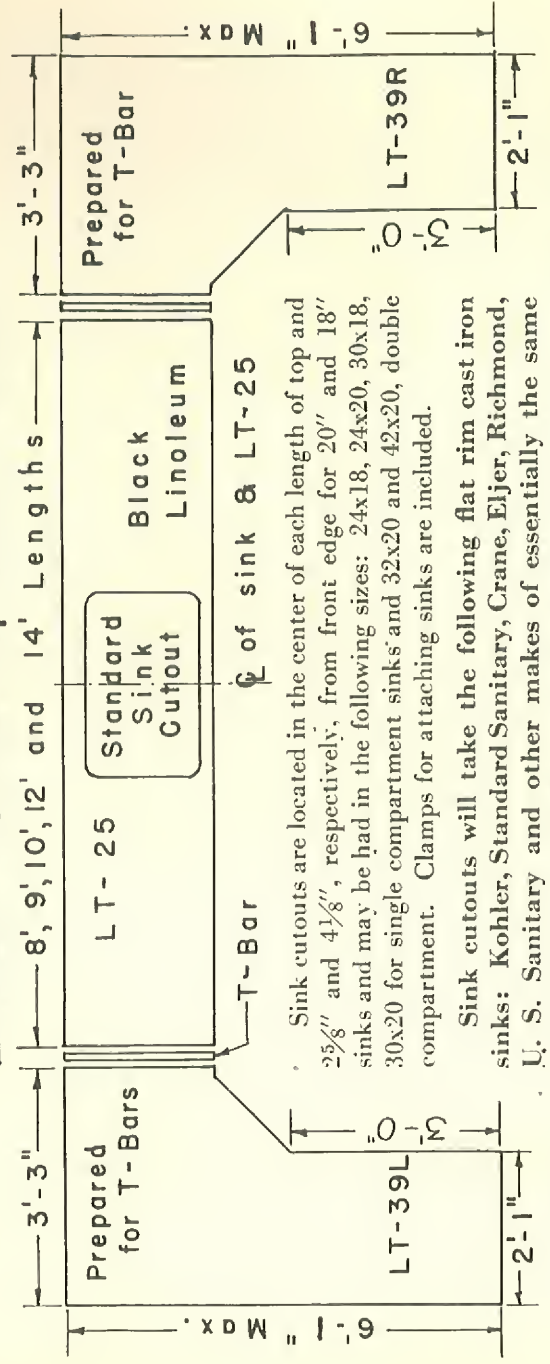 3'-3"
8', 9', 10', 12' and 14' Lengths
3'-3"
Prepared
for T-Bars
LT-25
Standard
Sink
Cutout
Black
Linoleum
Prepared
for T-Bar
6'-1" Max.
6'-1" Max.
T-Bar
℄ of sink & LT-25
3'-0"
3'-0"
LT-39L
LT-39R
2'-1"
2'-1"
Sink cutouts are located in the center of each length of top and
2⅝" and 4⅛", respectively, from front edge for 20" and 18"
sinks and may be had in the following sizes: 24x18, 24x20, 30x18,
30x20 for single compartment sinks and 32x20 and 42x20, double
compartment. Clamps for attaching sinks are included.
Sink cutouts will take the following flat rim cast iron
sinks: Kohler, Standard Sanitary, Crane, Eljer, Richmond,
U. S. Sanitary and other makes of essentially the same